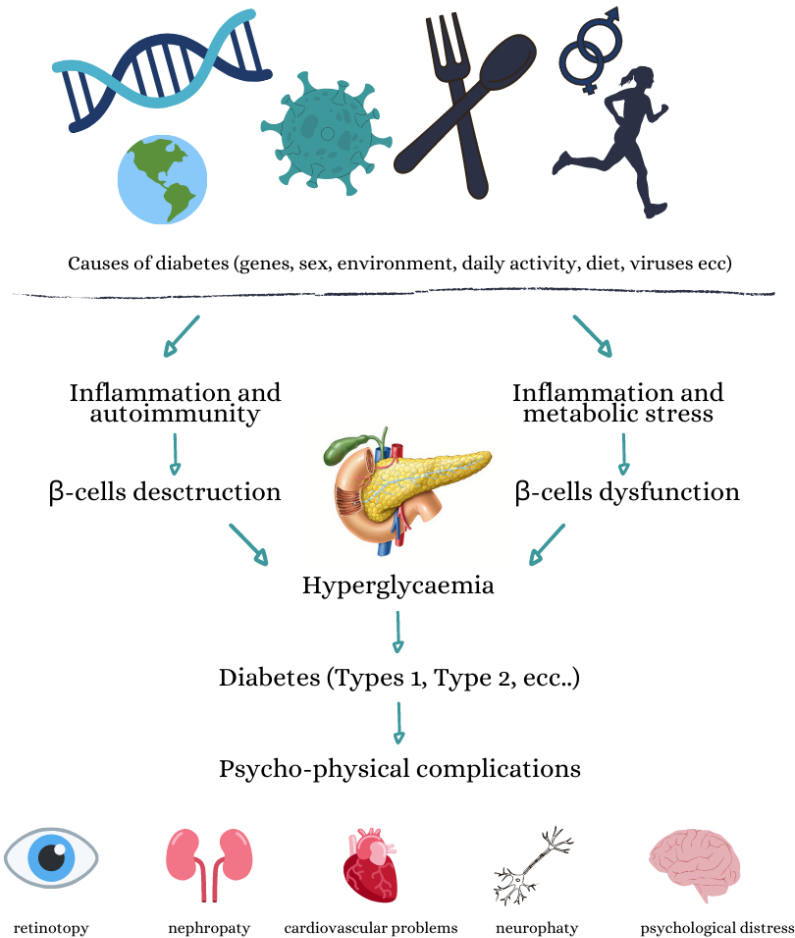 Causes of diabetes (genes, sex, environment, daily activity, diet, viruses ecc)
Inflammation and
autoimmunity
Inflammation and
metabolic stress
β-cells desctruction
β-cells dysfunction
Hyperglycaemia
Diabetes (Types 1, Type 2, ecc..)
Psycho-physical complications
retinotopy
nephropaty
cardiovascular problems
neurophaty
psychological distress